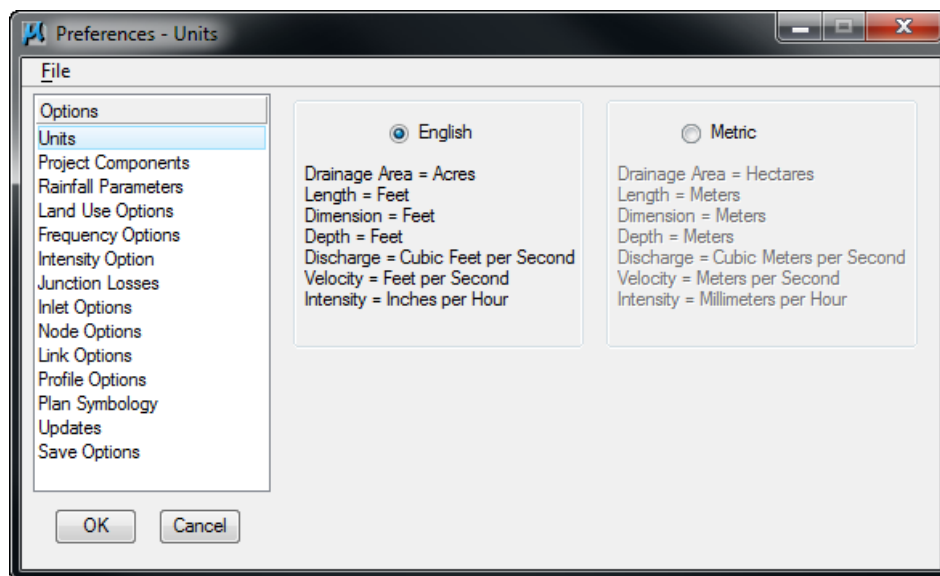 Preferences - Units
File
Options
Units
Project Components
Rainfall Parameters
Land Use Options
Frequency Options
Intensity Option
Junction Losses
Inlet Options
Node Options
Link Options
Profile Options
Plan Symbology
Updates
Save Options
OK
Cancel
English
Drainage Area = Acres
Length = Feet
Dimension = Feet
Depth = Feet
Discharge = Cubic Feet per Second
Velocity = Feet per Second
Intensity = Inches per Hour
Metric
Drainage Area = Hectares
Length = Meters
Dimension = Meters
Depth = Meters
Discharge = Cubic Meters per Second
Velocity = Meters per Second
Intensity = Millimeters per Hour